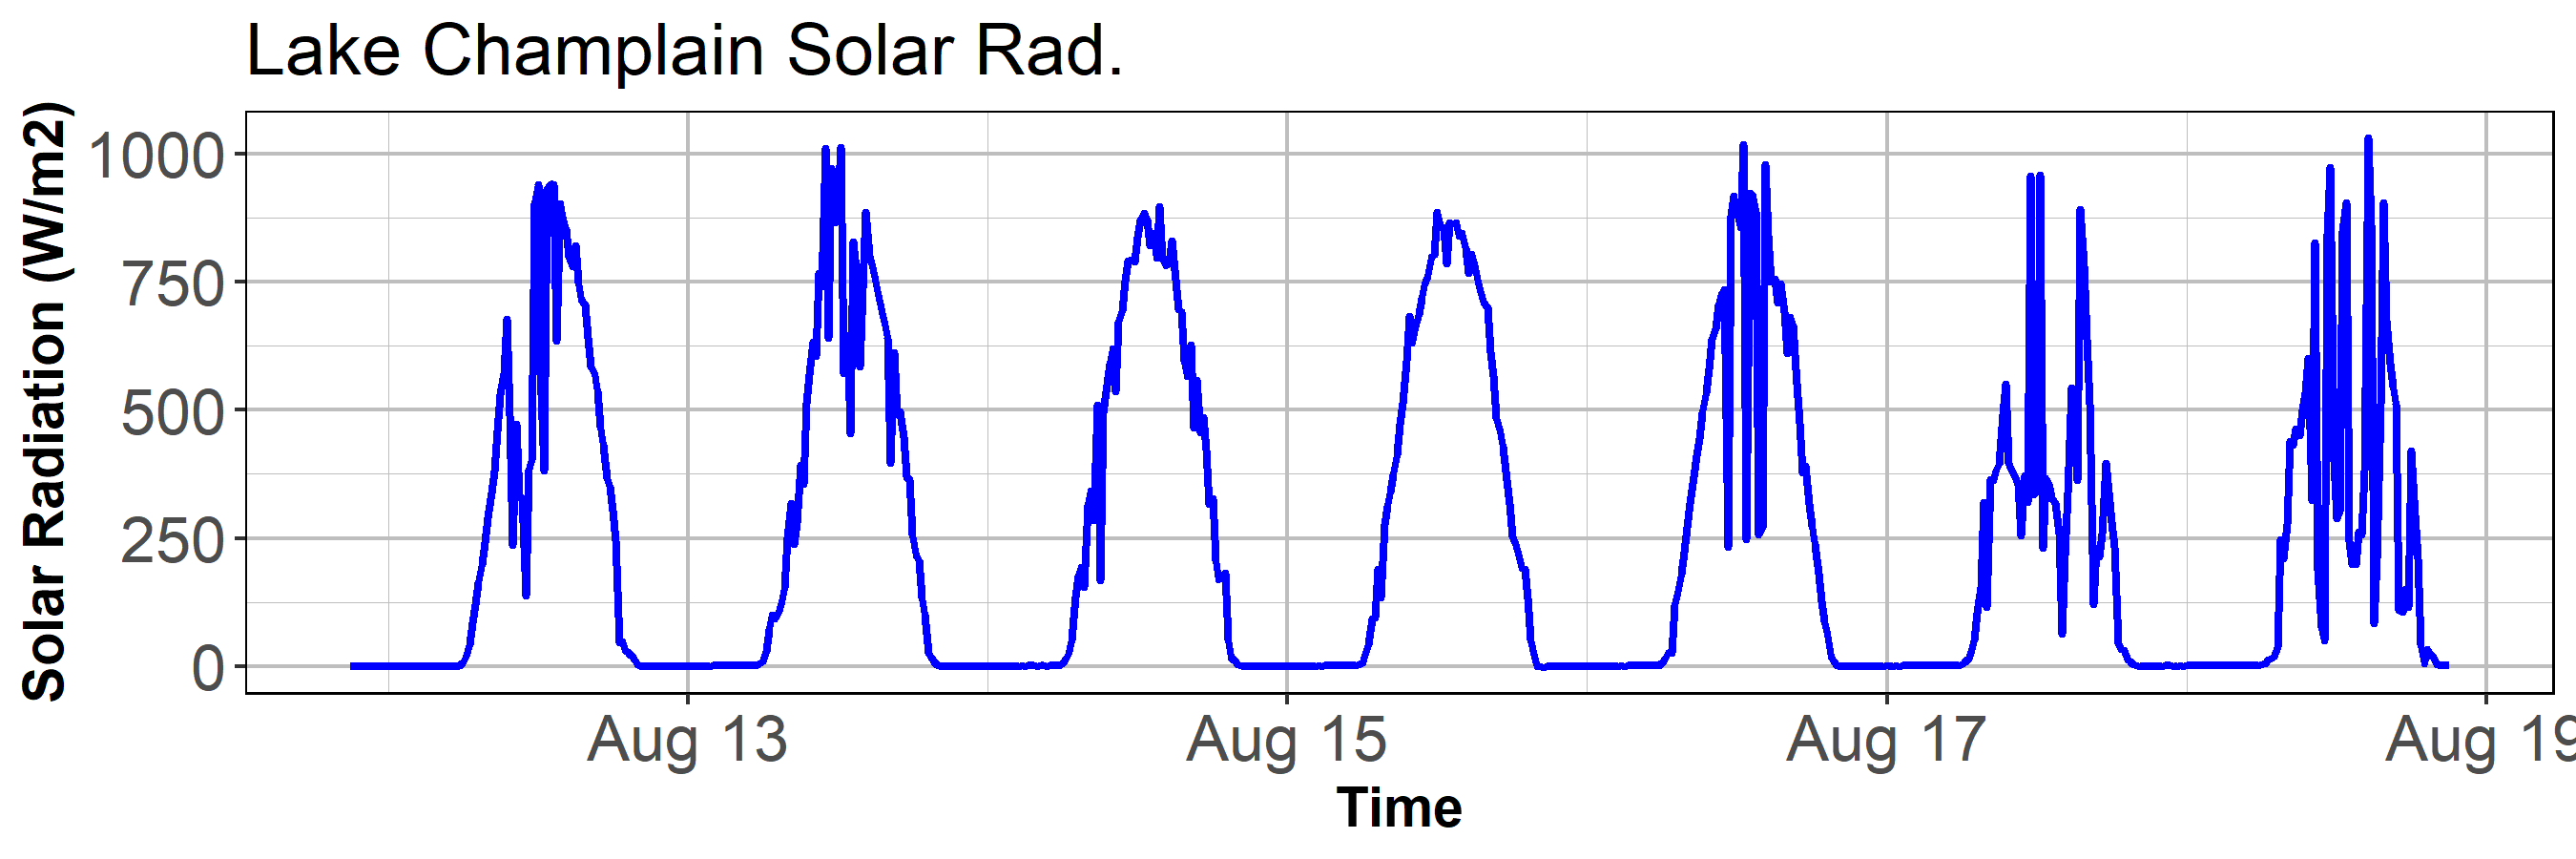 Lake Champlain Solar Rad.
Solar Radiation (W/m2)
1000
750
500
250
0
Aug 13 Aug 15 Aug 17 Aug 19
Time